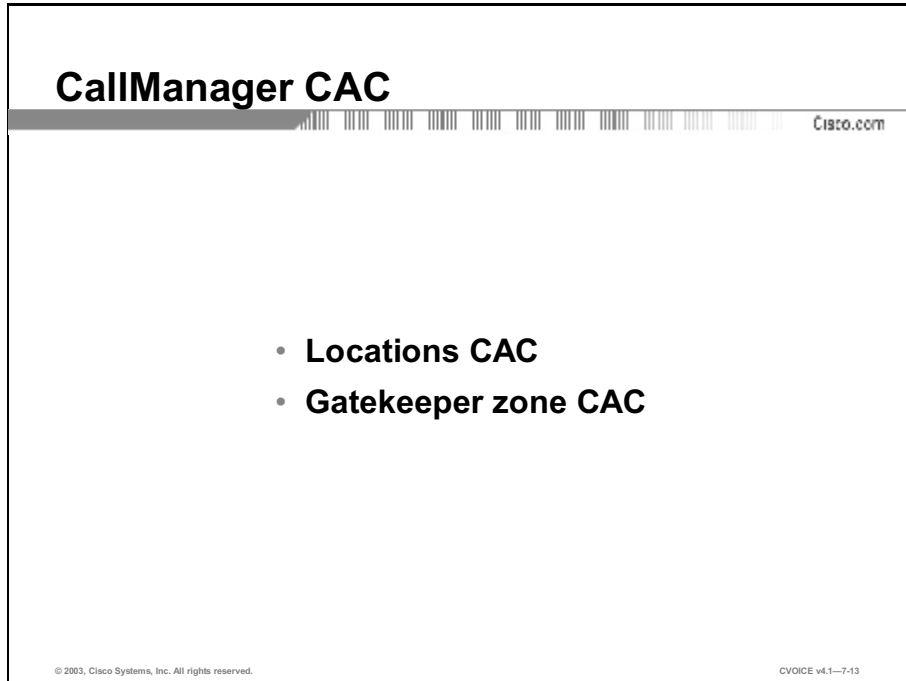 CallManager CAC
Cisco.com
• Locations CAC
• Gatekeeper zone CAC
© 2003, Cisco Systems, Inc. All rights reserved.
CVOICE v4.1—7-13